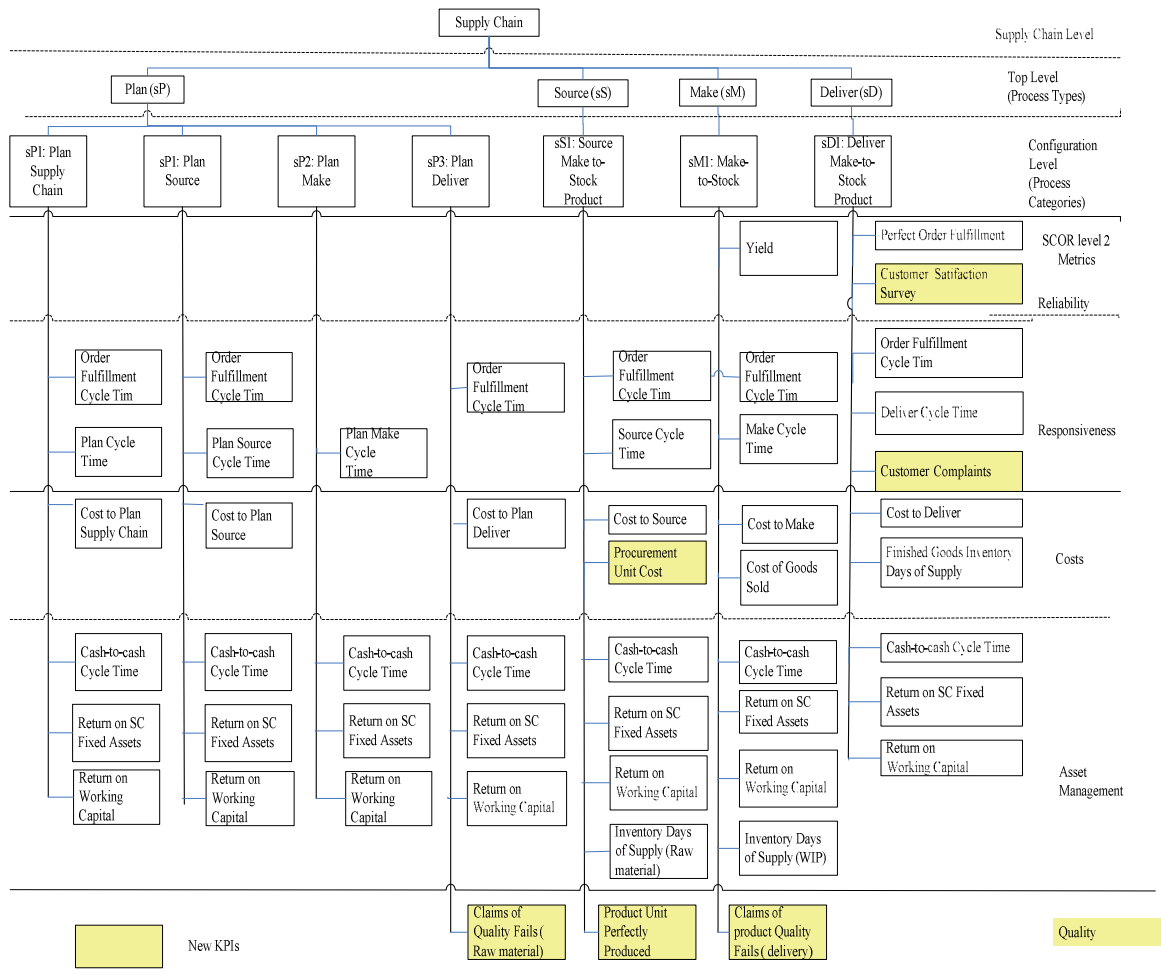 Supply Chain
Supply Chain Level
Plan (sP)
Source (sS)
Make (sM)
Deliver (sD)
Top Level
(Process Types)
sP1: Plan
Supply
Chain
sP1: Plan
Source
sP2: Plan
Make
sP3: Plan
Deliver
sS1: Source
Make to-
Stock
Product
sM1: Make-
to-Stock
sD1: Deliver
Make-to-
Stock
Product
Configuration
Level
(Process
Categories)
Yield
Perfect Order Fulfillment
Customer Satifaction
Survey
SCOR level 2
Metrics
Reliability
Order
Fulfillment
Cycle Tim
Order
Fulfillment
Cycle Tim
Order
Fulfillment
Cycle Tim
Order
Fulfillment
Cycle Tim
Order
Fulfillment
Cycle Tim
Order Fulfillment
Cycle Tim
Plan Cycle
Time
Plan Source
Cycle Time
Plan Make
Cycle
Time
Source Cycle
Time
Make Cycle
Time
Deliver Cycle Time
Customer Complaints
Responsiveness
Cost to Plan
Supply Chain
Cost to Plan
Source
Cost to Plan
Deliver
Cost to Source
Procurement
Unit Cost
Cost to Make
Cost of Goods
Sold
Cost to Deliver
Finished Goods Inventory
Days of Supply
Costs
Cash-to-cash
Cycle Time
Cash-to-cash
Cycle Time
Cash-to-cash
Cycle Time
Cash-to-cash
Cycle Time
Cash-to-cash
Cycle Time
Cash-to-cash
Cycle Time
Cash-to-cash Cycle Time
Return on SC
Fixed Assets
Return on SC
Fixed Assets
Return on SC
Fixed Assets
Return on SC
Fixed Assets
Return on SC
Fixed Assets
Return on SC
Fixed Assets
Return on SC Fixed
Assets
Return on
Working
Capital
Return on
Working
Capital
Return on
Working
Capital
Return on
Working Capital
Return on
Working Capital
Return on
Working Capital
Return on
Working Capital
Inventory Days
of Supply (Raw
material)
Inventory Days
of Supply (WIP)
Asset
Management
Claims of
Quality Fails (
Raw material)
Product Unit
Perfectly
Produced
Claims of
product Quality
Fails ( delivery)
Quality
New KPIs